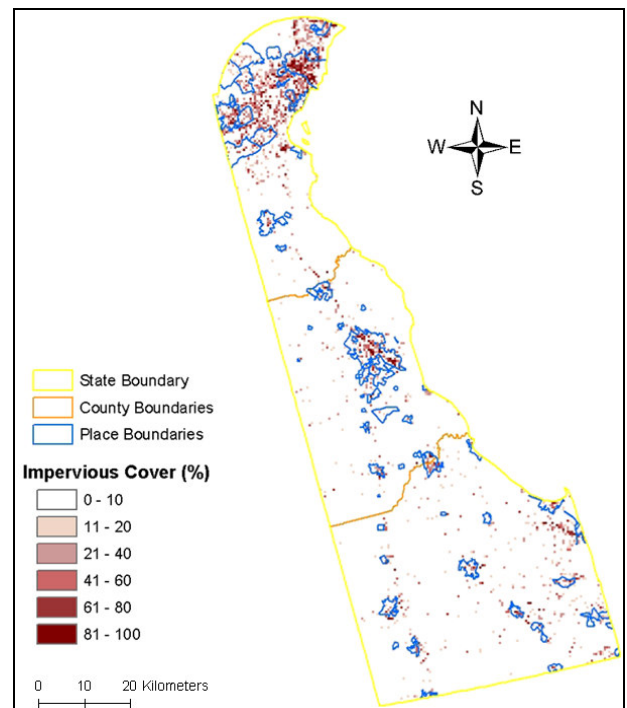 N
W E
S
State Boundary
County Boundaries
Place Boundaries
Impervious Cover (%)
0 - 10
11 - 20
21 - 40
41 - 60
61 - 80
81 - 100
0 10 20 Kilometers